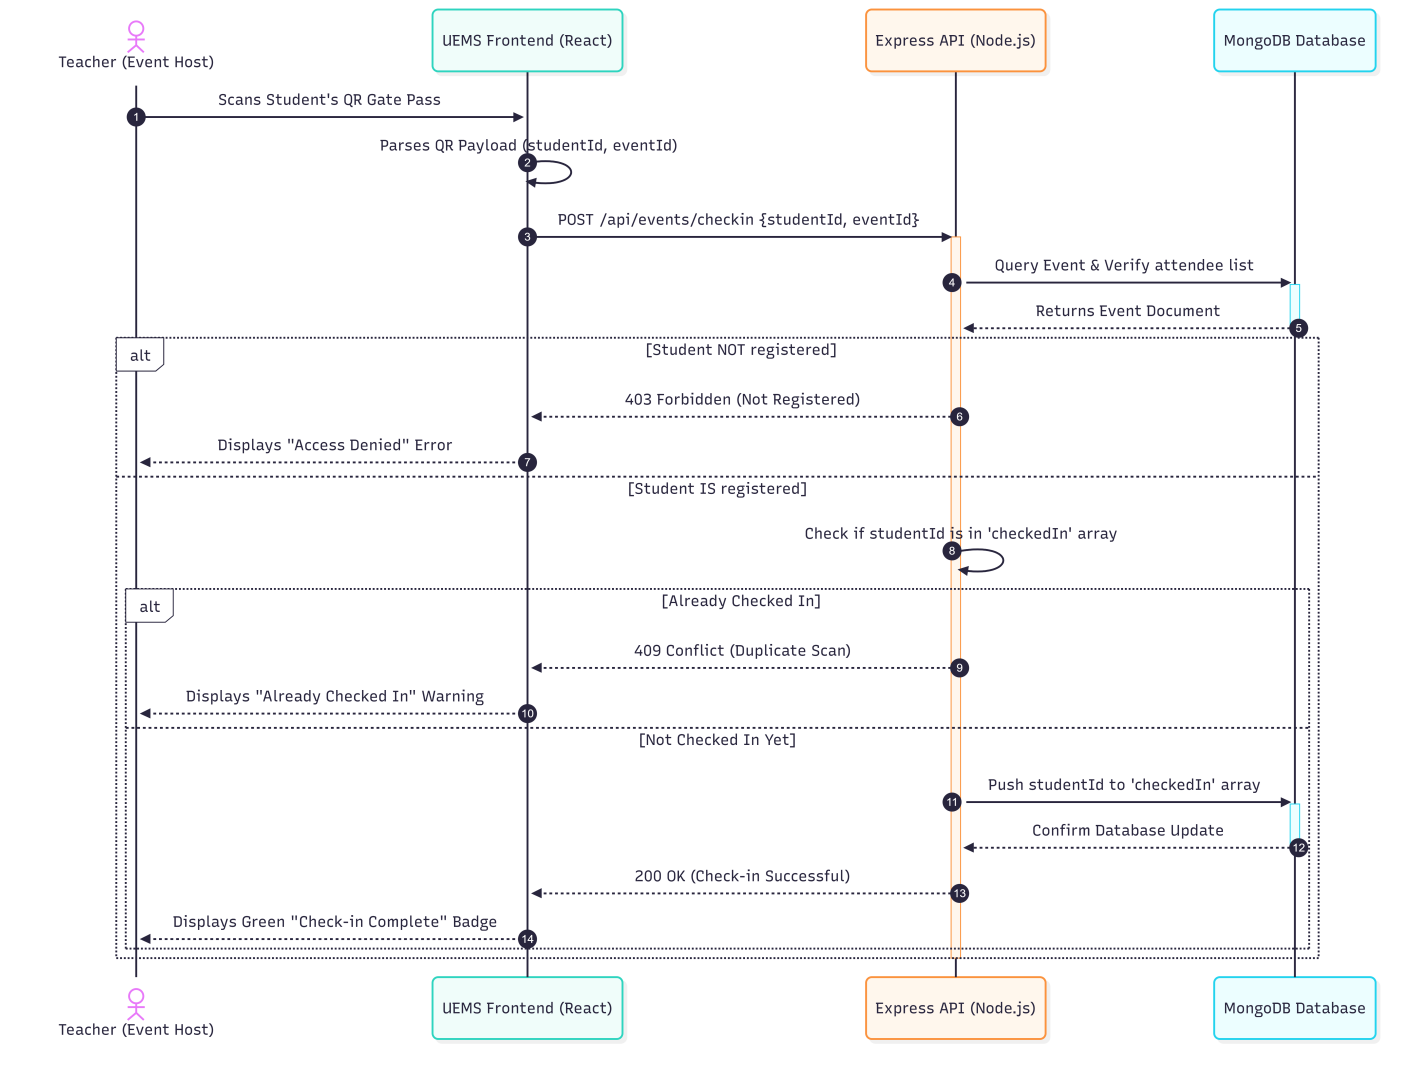 Teacher (Event Host)
UEMS Frontend (React)
Express API (Node.js)
MongoDB Database
Scans Student's QR Gate Pass
1
Parses QR Payload (studentId, eventId)
2
POST /api/events/checkin {studentId, eventId}
3
Query Event & Verify attendee list
4
Returns Event Document
5
alt
[Student NOT registered]
403 Forbidden (Not Registered)
6
Displays "Access Denied" Error
7
[Student IS registered]
Check if studentId is in 'checkedIn' array
8
alt
[Already Checked In]
409 Conflict (Duplicate Scan)
9
Displays "Already Checked In" Warning
10
[Not Checked In Yet]
Push studentId to 'checkedIn' array
11
Confirm Database Update
12
200 OK (Check-in Successful)
13
Displays Green "Check-in Complete" Badge
14
Teacher (Event Host)
UEMS Frontend (React)
Express API (Node.js)
MongoDB Database